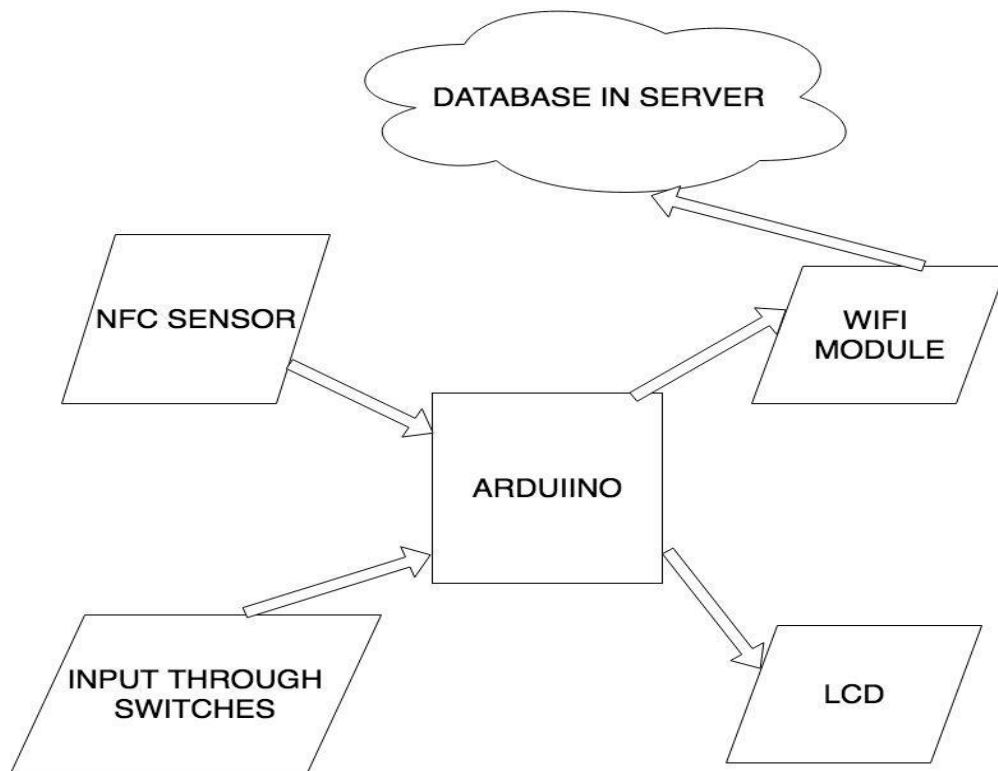 DATABASE IN SERVER
NFC SENSOR
WIFI
MODULE
ARDUIINO
INPUT THROUGH
SWITCHES
LCD